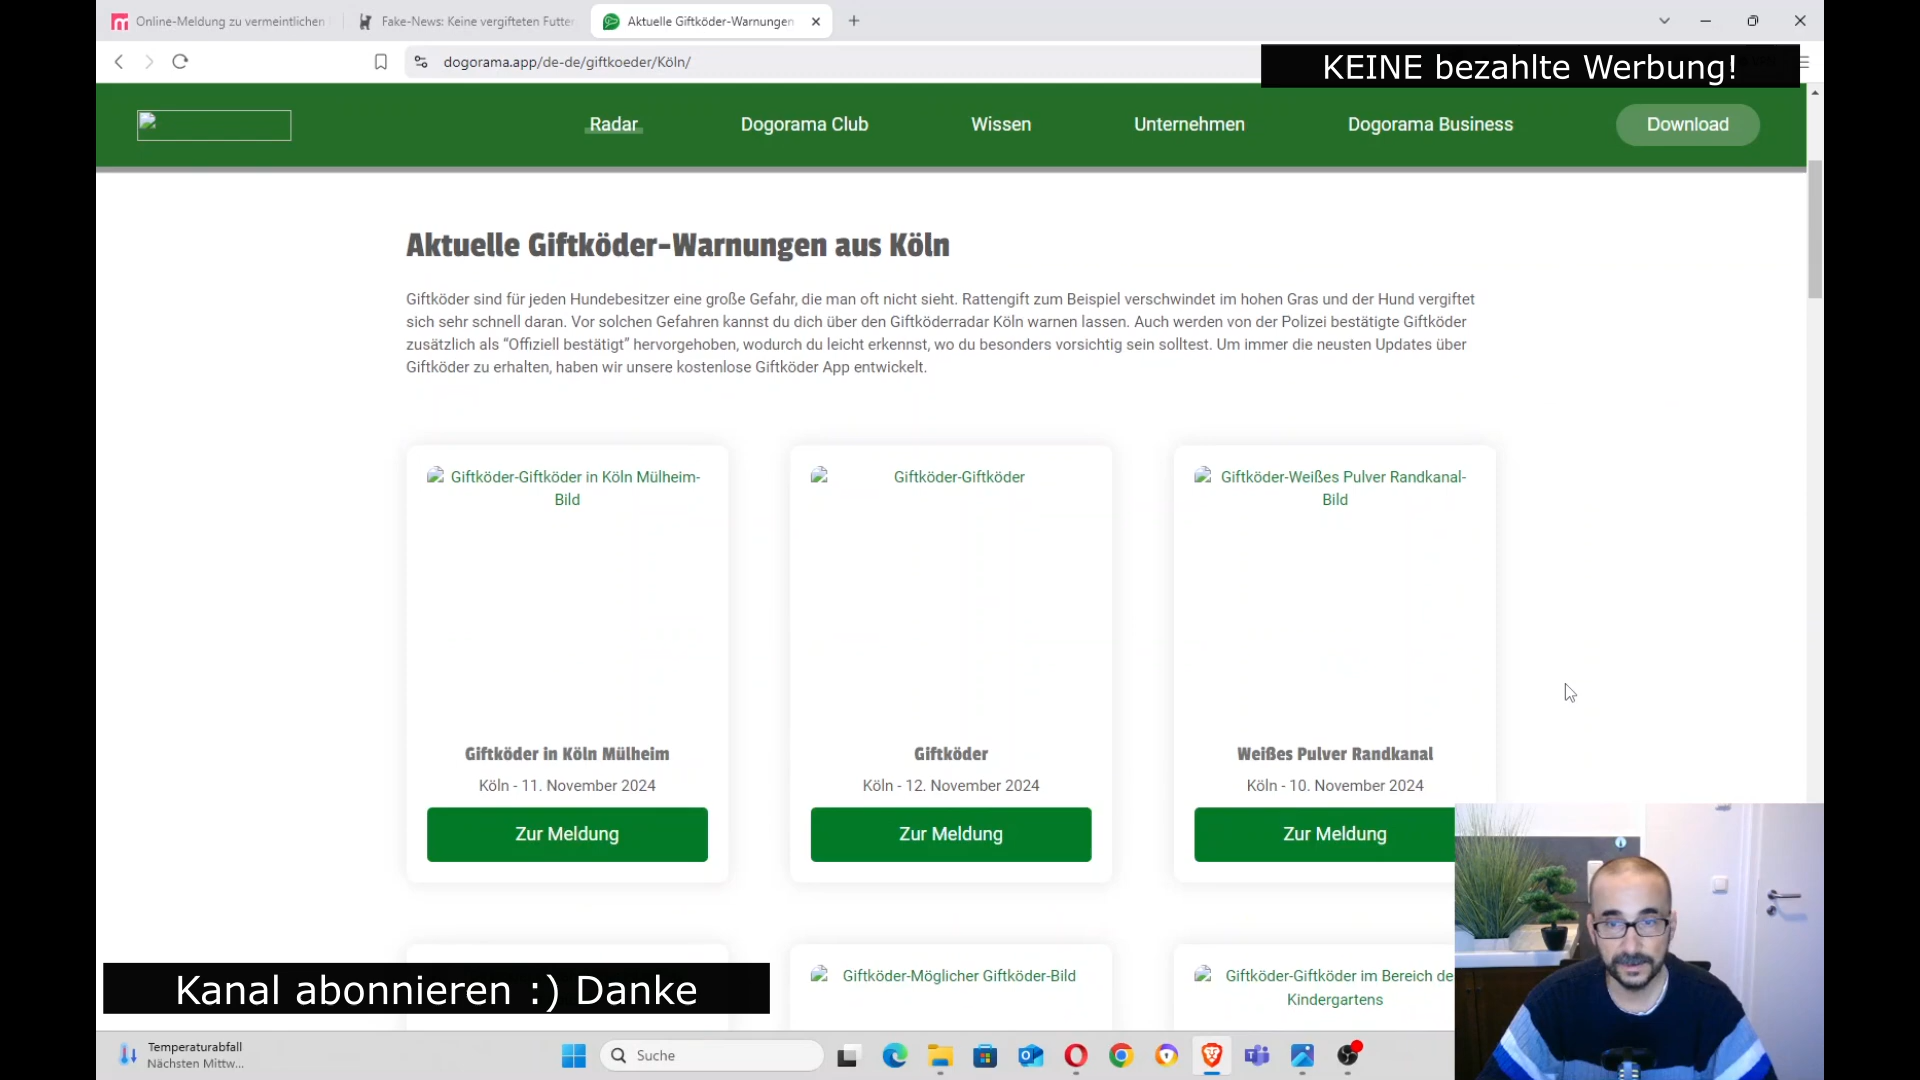 Online-Meldung zu vermeintlichen
Fake-News: Keine vergifteten Futter
Aktuelle Giftköder-Warnungen
dogorama.app/de-de/giftkoeder/Köln/
KEINE bezahlte Werbung!
Radar
Dogorama Club
Wissen
Unternehmen
Dogorama Business
Download
Aktuelle Giftköder-Warnungen aus Köln
Giftköder sind für jeden Hundebesitzer eine große Gefahr, die man oft nicht sieht. Rattengift zum Beispiel verschwindet im hohen Gras und der Hund vergiftet
sich sehr schnell daran. Vor solchen Gefahren kannst du dich über den Giftköderradar Köln warnen lassen. Auch werden von der Polizei bestätigte Giftköder
zusätzlich als “Offiziell bestätigt” hervorgehoben, wodurch du leicht erkennst, wo du besonders vorsichtig sein solltest. Um immer die neusten Updates über
Giftköder zu erhalten, haben wir unsere kostenlose Giftköder App entwickelt.
Giftköder-Giftköder in Köln Mülheim-
Bild
Giftköder in Köln Mülheim
Köln - 11. November 2024
Zur Meldung
Giftköder-Giftköder
Giftköder
Köln - 12. November 2024
Zur Meldung
Giftköder-Weißes Pulver Randkanal-
Bild
Weißes Pulver Randkanal
Köln - 10. November 2024
Zur Meldung
Giftköder-Möglicher Giftköder-Bild
Giftköder-Giftköder im Bereich de
Kindergartens
Kanal abonnieren :) Danke
Temperaturabfall
Nächsten Mittw...
Suche